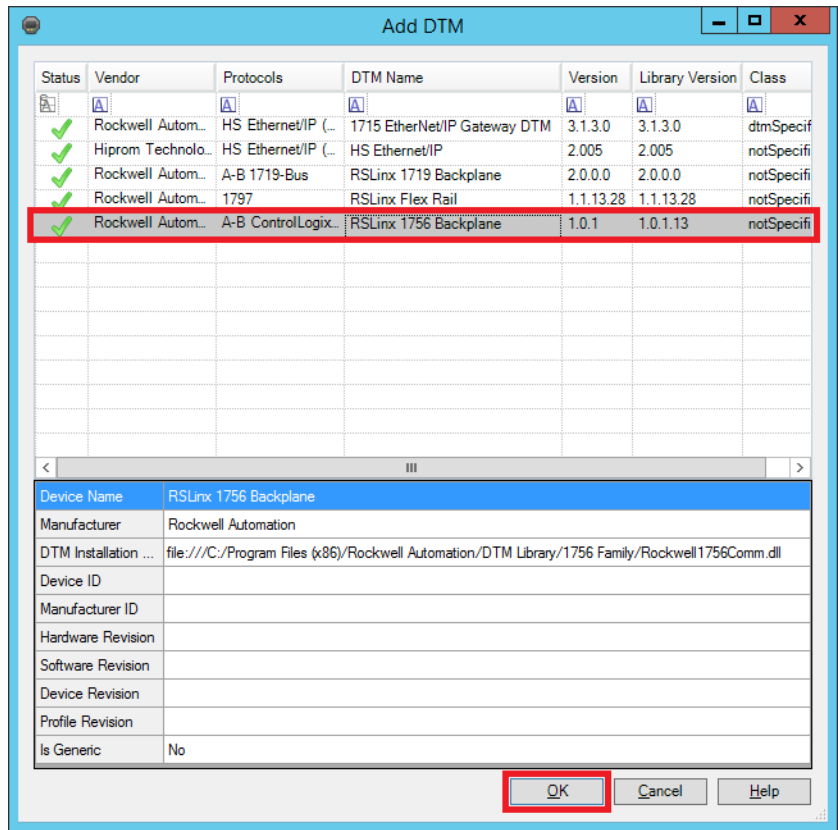 Add DTM
Status Vendor Protocols DTM Name Version Library Version Class
A A A A A A
Rockwell Autom... HS Ethernet/IP (... 1715 EtherNet/IP Gateway DTM 3.1.3.0 3.1.3.0 dtmSpecif
Hiprom Technolo... HS Ethernet/IP (... HS Ethernet/IP 2.005 2.005 notSpecifi
Rockwell Autom... A-B 1719-Bus RSLinx 1719 Backplane 2.0.0.0 2.0.0.0 notSpecifi
Rockwell Autom... 1797 RSLinx Flex Rail 1.1.13.28 1.1.13.28 notSpecifi
Rockwell Autom... A-B ControlLogix... RSLinx 1756 Backplane 1.0.1 1.0.1.13 notSpecifi
Device Name RSLinx 1756 Backplane
Manufacturer Rockwell Automation
DTM Installation ... file:///C:/Program Files (x86)/Rockwell Automation/DTM Library/1756 Family/Rockwell1756Comm.dll
Device ID
Manufacturer ID
Hardware Revision
Software Revision
Device Revision
Profile Revision
Is Generic No
OK Cancel Help